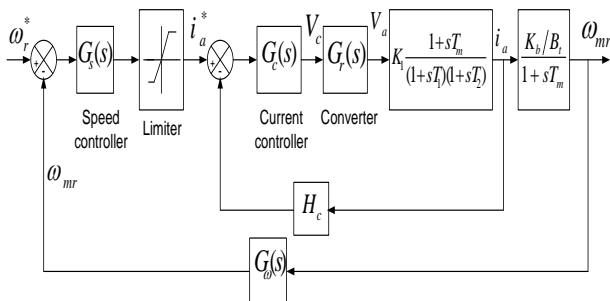 ω_r^*
+
-
G_s(s)
Speed
controller
Limiter
i_a^*
+
-
G_c(s)
Current
controller
V_c
G_r(s)
Converter
V_a
K_1 (1+sT_m)/((1+sT_1)(1+sT_2))
i_a
(K_b/B_t)/(1+sT_m)
ω_mr
H_c
ω_mr
G_ω(s)